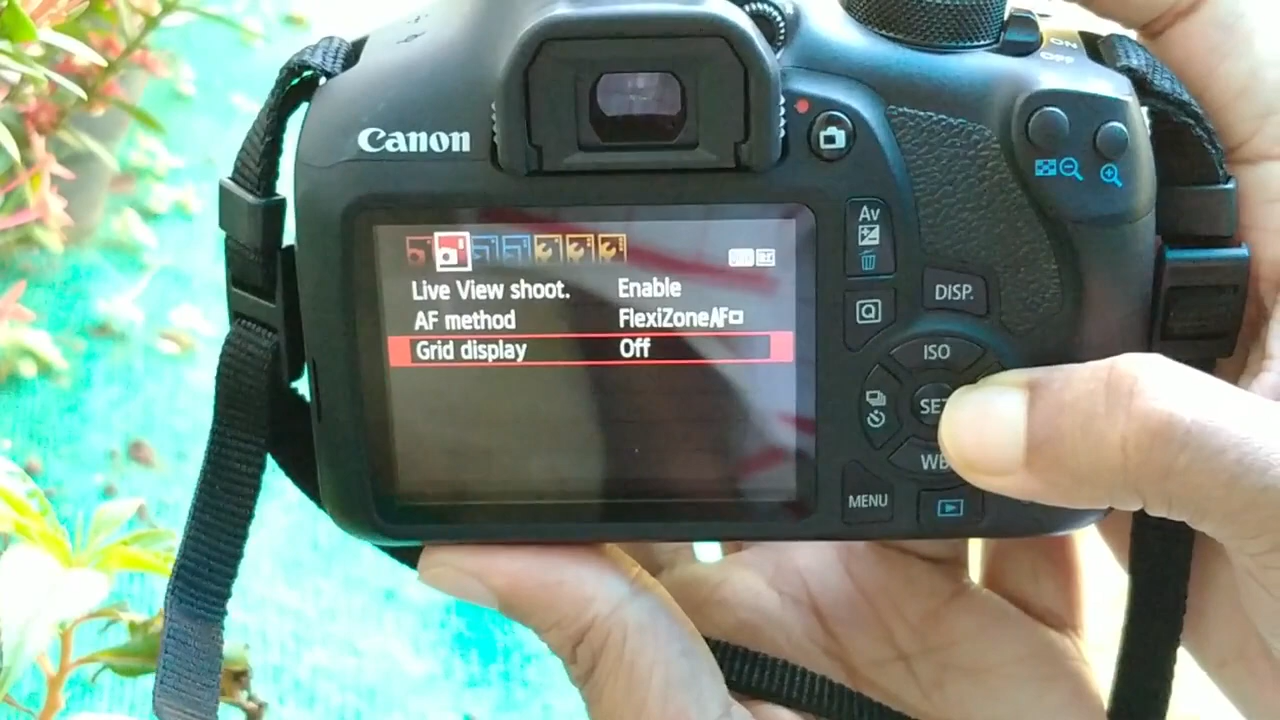 ON
OFF
Canon
Av
Live View shoot. Enable
AF method FlexiZoneAF
Grid display Off
DISP.
Q
ISO
SET
WB
MENU